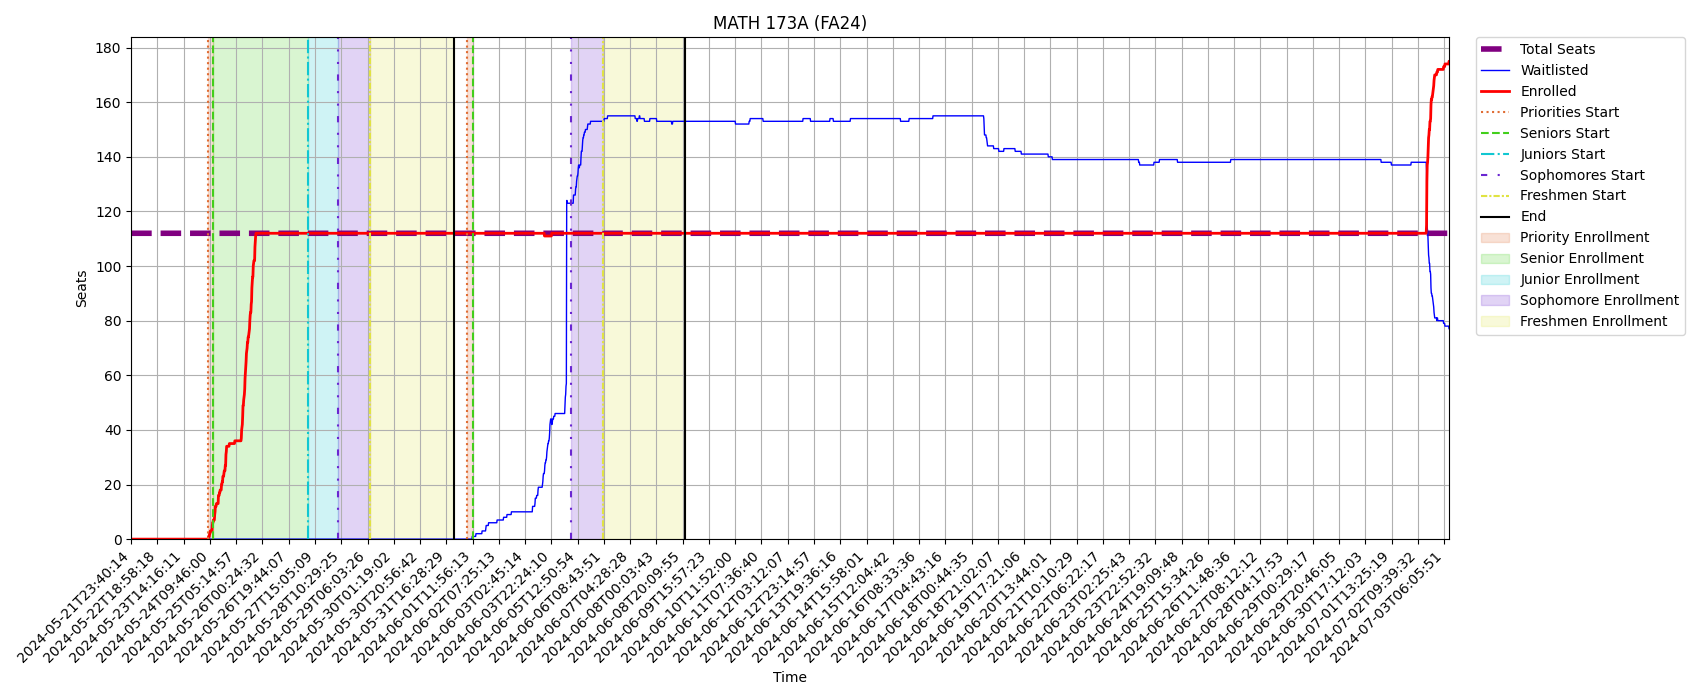 MATH 173A (FA24)
Seats
180
160
140
120
100
80
60
40
20
0
2024-05-21T23:40:14
2024-05-22T18:58:18
2024-05-23T14:16:11
2024-05-24T09:46:00
2024-05-25T05:14:57
2024-05-26T00:24:32
2024-05-26T19:44:07
2024-05-27T15:05:09
2024-05-28T10:29:25
2024-05-29T06:03:26
2024-05-30T01:19:02
2024-05-30T20:56:42
2024-05-31T16:28:29
2024-06-01T11:56:13
2024-06-02T07:25:13
2024-06-03T02:45:14
2024-06-03T22:24:10
2024-06-05T12:50:54
2024-06-06T08:43:51
2024-06-07T04:28:28
2024-06-08T00:03:43
2024-06-08T20:09:55
2024-06-09T15:57:23
2024-06-10T11:52:00
2024-06-11T07:36:40
2024-06-12T03:12:07
2024-06-12T23:14:57
2024-06-13T19:36:16
2024-06-14T15:58:01
2024-06-15T12:04:42
2024-06-16T08:33:36
2024-06-17T04:43:16
2024-06-18T00:44:35
2024-06-18T21:02:07
2024-06-19T17:21:06
2024-06-20T13:44:01
2024-06-21T10:10:29
2024-06-22T06:22:17
2024-06-23T02:25:43
2024-06-23T22:52:32
2024-06-24T19:09:48
2024-06-25T15:34:26
2024-06-26T11:48:36
2024-06-27T08:12:12
2024-06-28T04:17:53
2024-06-29T00:29:17
2024-06-29T20:46:05
2024-06-30T17:12:03
2024-07-01T13:25:19
2024-07-02T09:39:32
2024-07-03T06:05:51
Time
Total Seats
Waitlisted
Enrolled
Priorities Start
Seniors Start
Juniors Start
Sophomores Start
Freshmen Start
End
Priority Enrollment
Senior Enrollment
Junior Enrollment
Sophomore Enrollment
Freshmen Enrollment